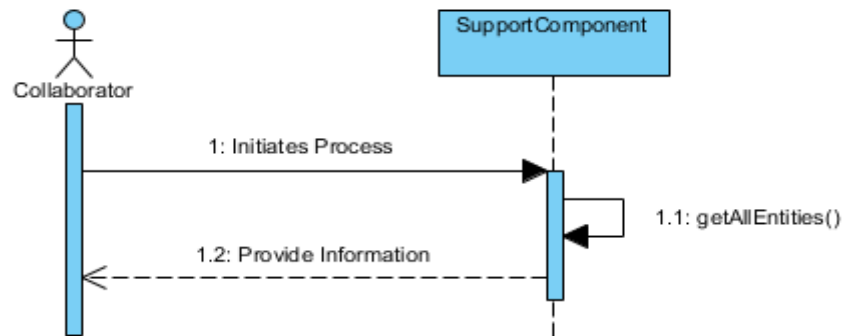 SupportComponent
Collaborator
1: Initiates Process
1.1: getAllEntities()
1.2: Provide Information